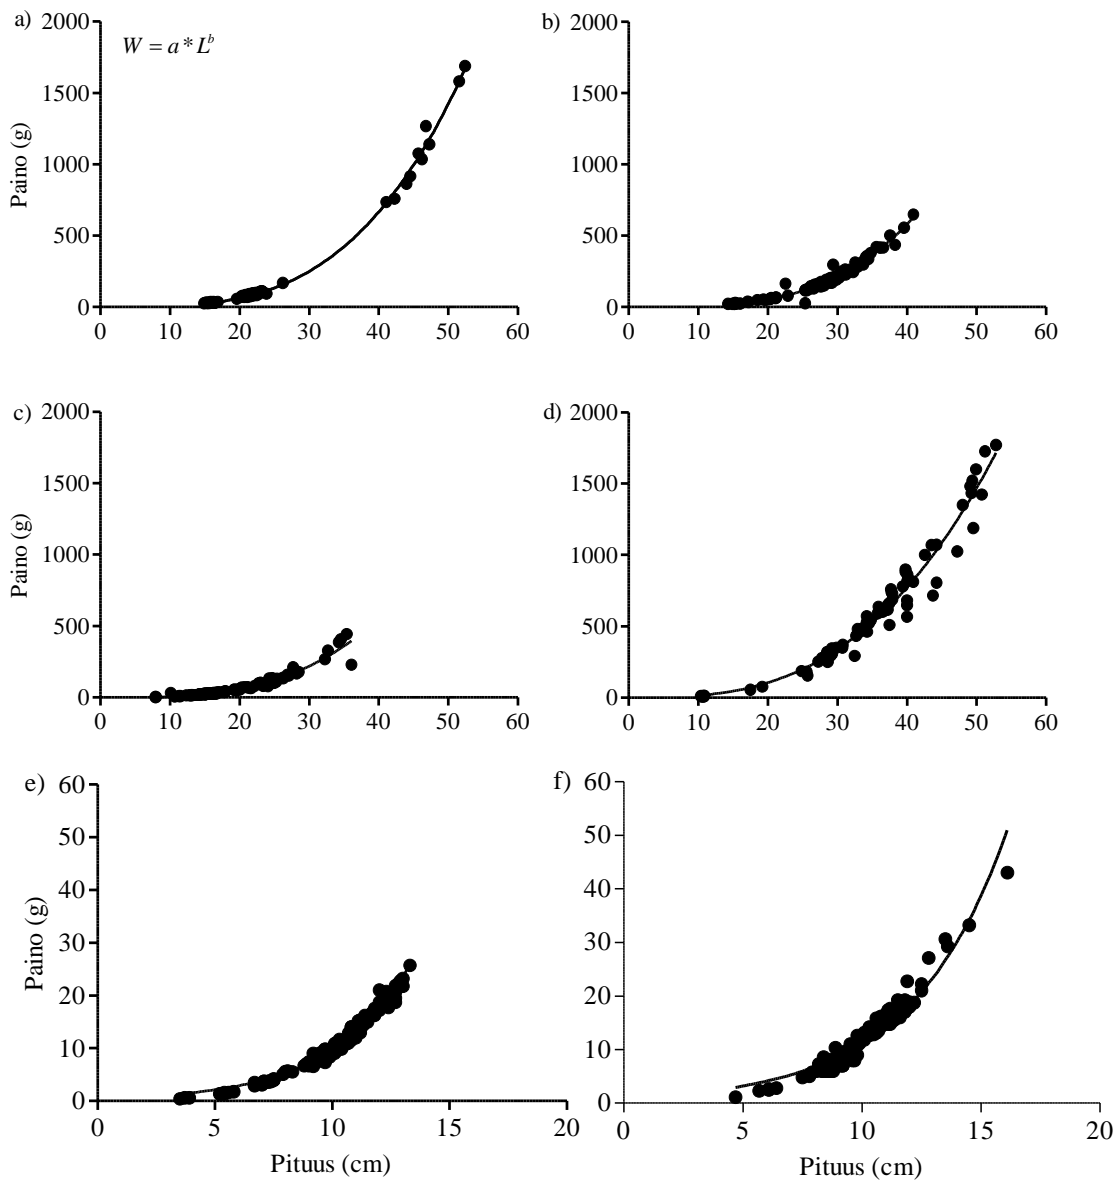 a) 2000 b) 2000
W = a * L^b
1500 1500
Paino (g)
1000 1000
500 500
0 0
0 10 20 30 40 50 60 0 10 20 30 40 50 60
c) 2000 d) 2000
1500 1500
Paino (g)
1000 1000
500 500
0 0
0 10 20 30 40 50 60 0 10 20 30 40 50 60
e) 60 f) 60
50 50
40 40
Paino (g) 30 Paino (g) 30
20 20
10 10
0 0
0 5 10 15 20 0 5 10 15 20
Pituus (cm) Pituus (cm)